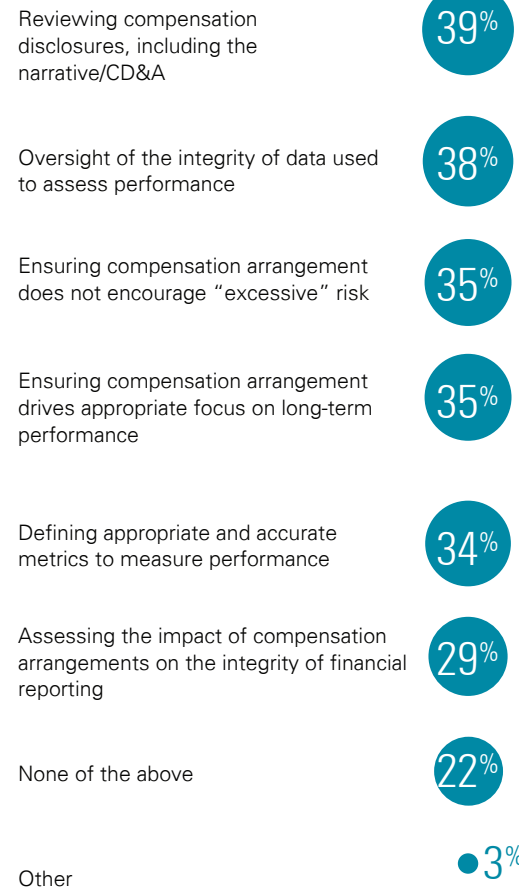 Reviewing compensation
disclosures, including the
narrative/CD&A
39%
Oversight of the integrity of data used
to assess performance
38%
Ensuring compensation arrangement
does not encourage “excessive” risk
35%
Ensuring compensation arrangement
drives appropriate focus on long-term
performance
35%
Defining appropriate and accurate
metrics to measure performance
34%
Assessing the impact of compensation
arrangements on the integrity of financial
reporting
29%
None of the above
22%
Other
3%